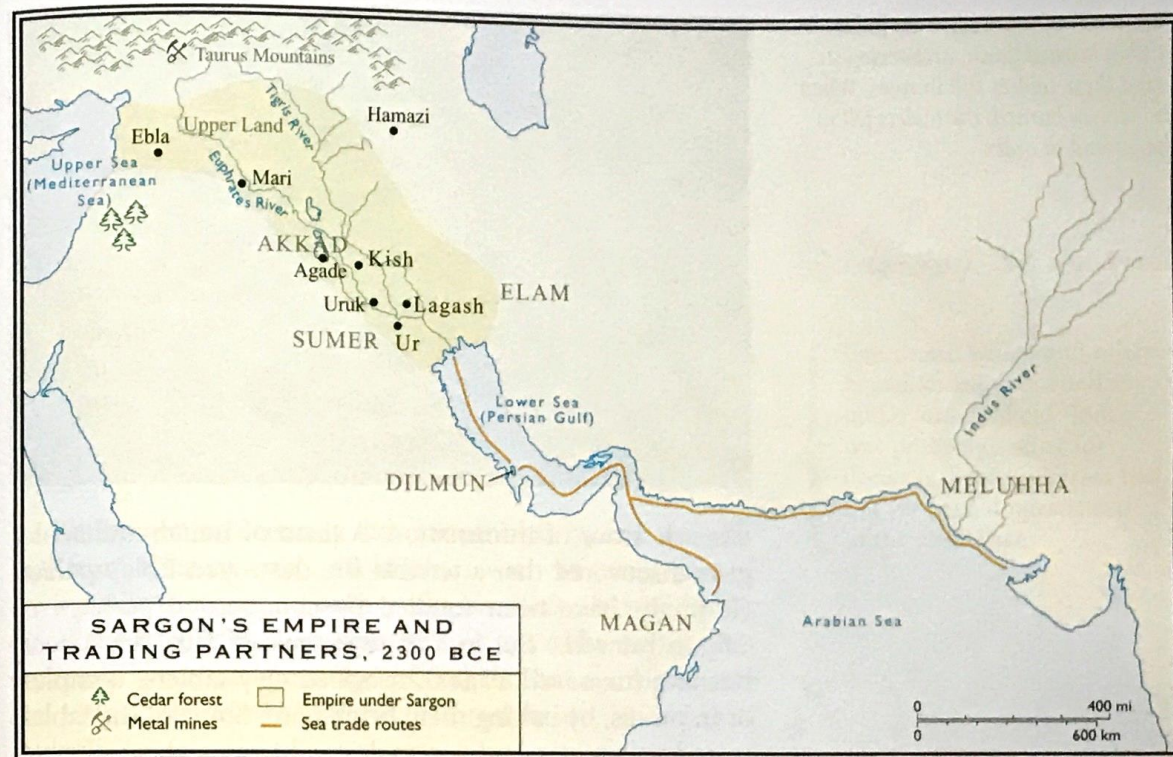 Taurus Mountains
Tigris River
Hamazi
Upper Land
Ebla
Upper Sea
(Mediterranean
Sea)
Euphrates River
Mari
AKKAD
Agade
Kish
ELAM
Uruk
Lagash
SUMER
Ur
Lower Sea
(Persian Gulf)
Indus River
DILMUN
MELUHHA
MAGAN
Arabian Sea
SARGON'S EMPIRE AND
TRADING PARTNERS, 2300 BCE
Cedar forest
Empire under Sargon
Metal mines
Sea trade routes
0 400 mi
0 600 km